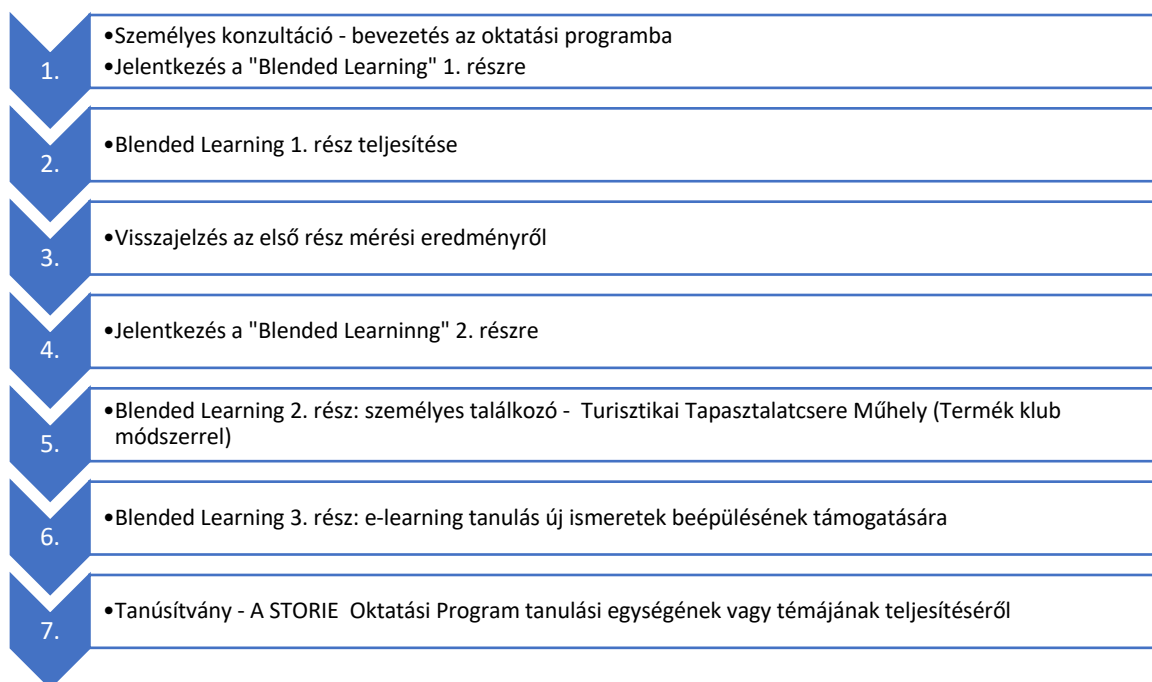 1.
•Személyes konzultáció - bevezetés az oktatási programba
•Jelentkezés a "Blended Learning" 1. részre
2.
•Blended Learning 1. rész teljesítése
3.
•Visszajelzés az első rész mérési eredményről
4.
•Jelentkezés a "Blended Learninng" 2. részre
5.
•Blended Learning 2. rész: személyes találkozó - Turisztikai Tapasztalatcsere Műhely (Termék klub
módszerrel)
6.
•Blended Learning 3. rész: e-learning tanulás új ismeretek beépülésének támogatására
7.
•Tanúsítvány - A STORIE Oktatási Program tanulási egységének vagy témájának teljesítéséről